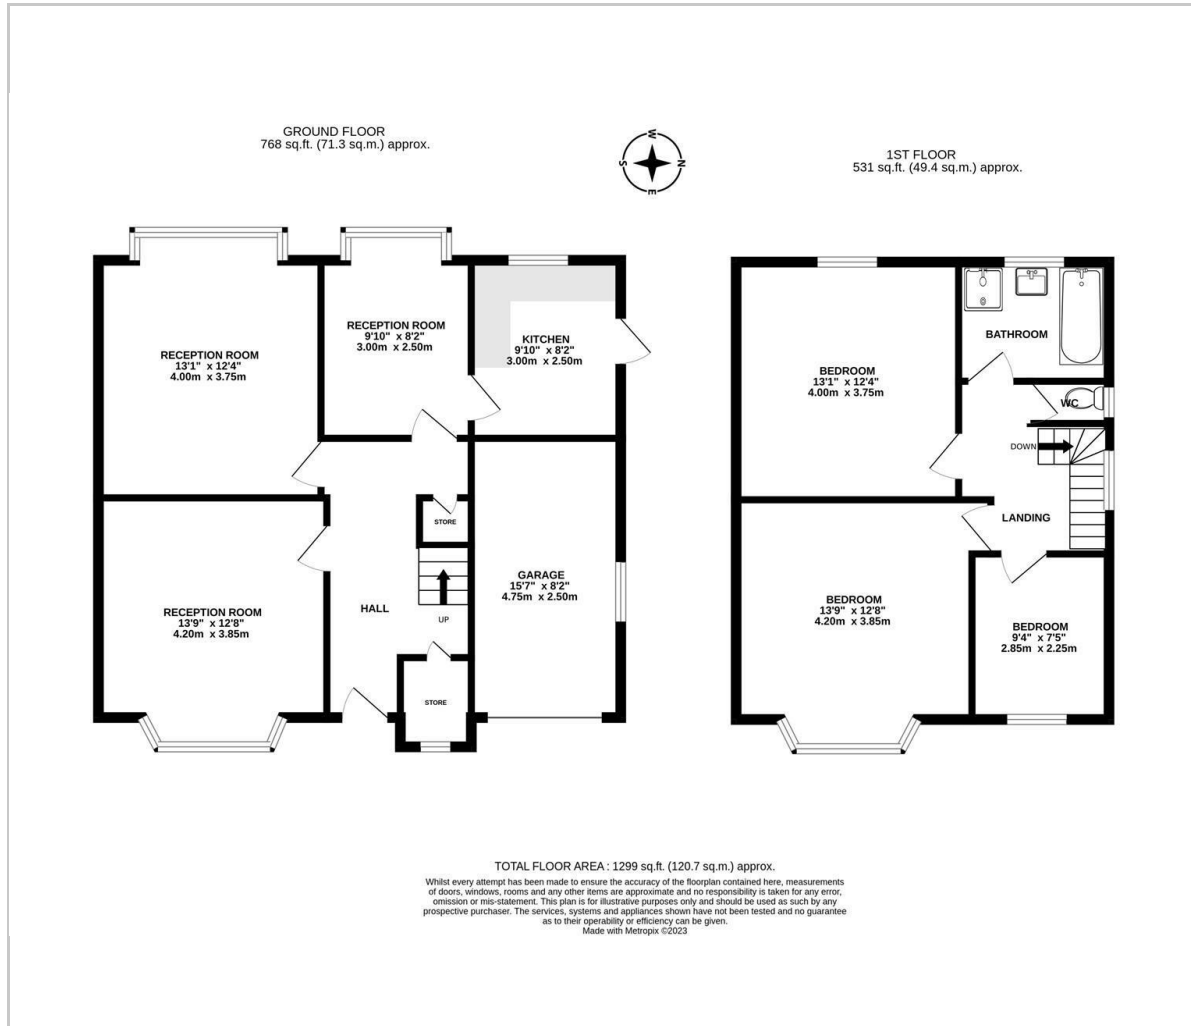 GROUND FLOOR
768 sq.ft. (71.3 sq.m.) approx.
W
N
S
E
1ST FLOOR
531 sq.ft. (49.4 sq.m.) approx.
RECEPTION ROOM
13'1" x 12'4"
4.00m x 3.75m
RECEPTION ROOM
9'10" x 8'2"
3.00m x 2.50m
KITCHEN
9'10" x 8'2"
3.00m x 2.50m
STORE
GARAGE
15'7" x 8'2"
4.75m x 2.50m
RECEPTION ROOM
13'9" x 12'8"
4.20m x 3.85m
HALL
UP
STORE
BATHROOM
BEDROOM
13'1" x 12'4"
4.00m x 3.75m
WC
DOWN
LANDING
BEDROOM
13'9" x 12'8"
4.20m x 3.85m
BEDROOM
9'4" x 7'5"
2.85m x 2.25m
TOTAL FLOOR AREA : 1299 sq.ft. (120.7 sq.m.) approx.
Whilst every attempt has been made to ensure the accuracy of the floorplan contained here, measurements
of doors, windows, rooms and any other items are approximate and no responsibility is taken for any error,
omission or mis-statement. This plan is for illustrative purposes only and should be used as such by any
prospective purchaser. The services, systems and appliances shown have not been tested and no guarantee
as to their operability or efficiency can be given.
Made with Metropix ©2023